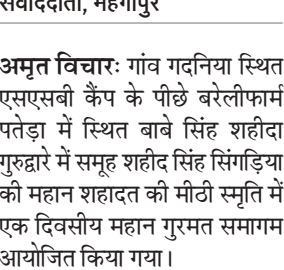 संवाददाता, महंगापुर
अमृत विचारः गांव गदनिया स्थित
एसएसबी कैंप के पीछे बरेलीफार्म
पतेड़ा में स्थित बाबे सिंह शहीदा
गुरुद्वारे में समूह शहीद सिंह सिंगड़िया
की महान शहादत की मीठी स्मृति में
एक दिवसीय महान गुरमत समागम
आयोजित किया गया।